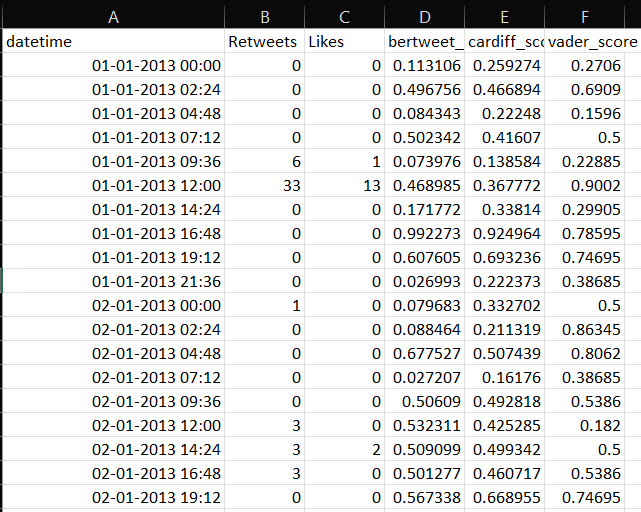 A B C D E F
datetime Retweets Likes bertweet_ cardiff_sco vader_score
01-01-2013 00:00 0 0 0.113106 0.259274 0.2706
01-01-2013 02:24 0 0 0.496756 0.466894 0.6909
01-01-2013 04:48 0 0 0.084343 0.22248 0.1596
01-01-2013 07:12 0 0 0.502342 0.41607 0.5
01-01-2013 09:36 6 1 0.073976 0.138584 0.22885
01-01-2013 12:00 33 13 0.468985 0.367772 0.9002
01-01-2013 14:24 0 0 0.171772 0.33814 0.29905
01-01-2013 16:48 0 0 0.992273 0.924964 0.78595
01-01-2013 19:12 0 0 0.607605 0.693236 0.74695
01-01-2013 21:36 0 0 0.026993 0.222373 0.38685
02-01-2013 00:00 1 0 0.079683 0.332702 0.5
02-01-2013 02:24 0 0 0.088464 0.211319 0.86345
02-01-2013 04:48 0 0 0.677527 0.507439 0.8062
02-01-2013 07:12 0 0 0.027207 0.16176 0.38685
02-01-2013 09:36 0 0 0.50609 0.492818 0.5386
02-01-2013 12:00 3 0 0.532311 0.425285 0.182
02-01-2013 14:24 3 2 0.509099 0.499342 0.5
02-01-2013 16:48 3 0 0.501277 0.460717 0.5386
02-01-2013 19:12 0 0 0.567338 0.668955 0.74695